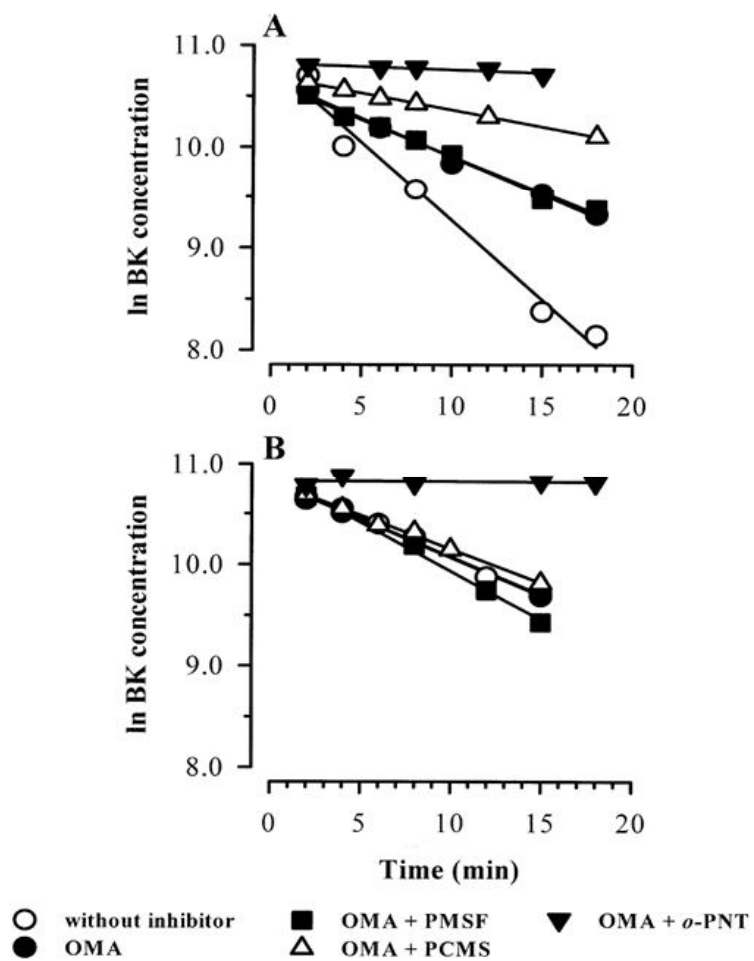 A
ln BK concentration
11.0
10.0
9.0
8.0
0 5 10 15 20
B
ln BK concentration
11.0
10.0
9.0
8.0
0 5 10 15 20
Time (min)
without inhibitor OMA + PMSF OMA + o-PNT
OMA OMA + PCMS